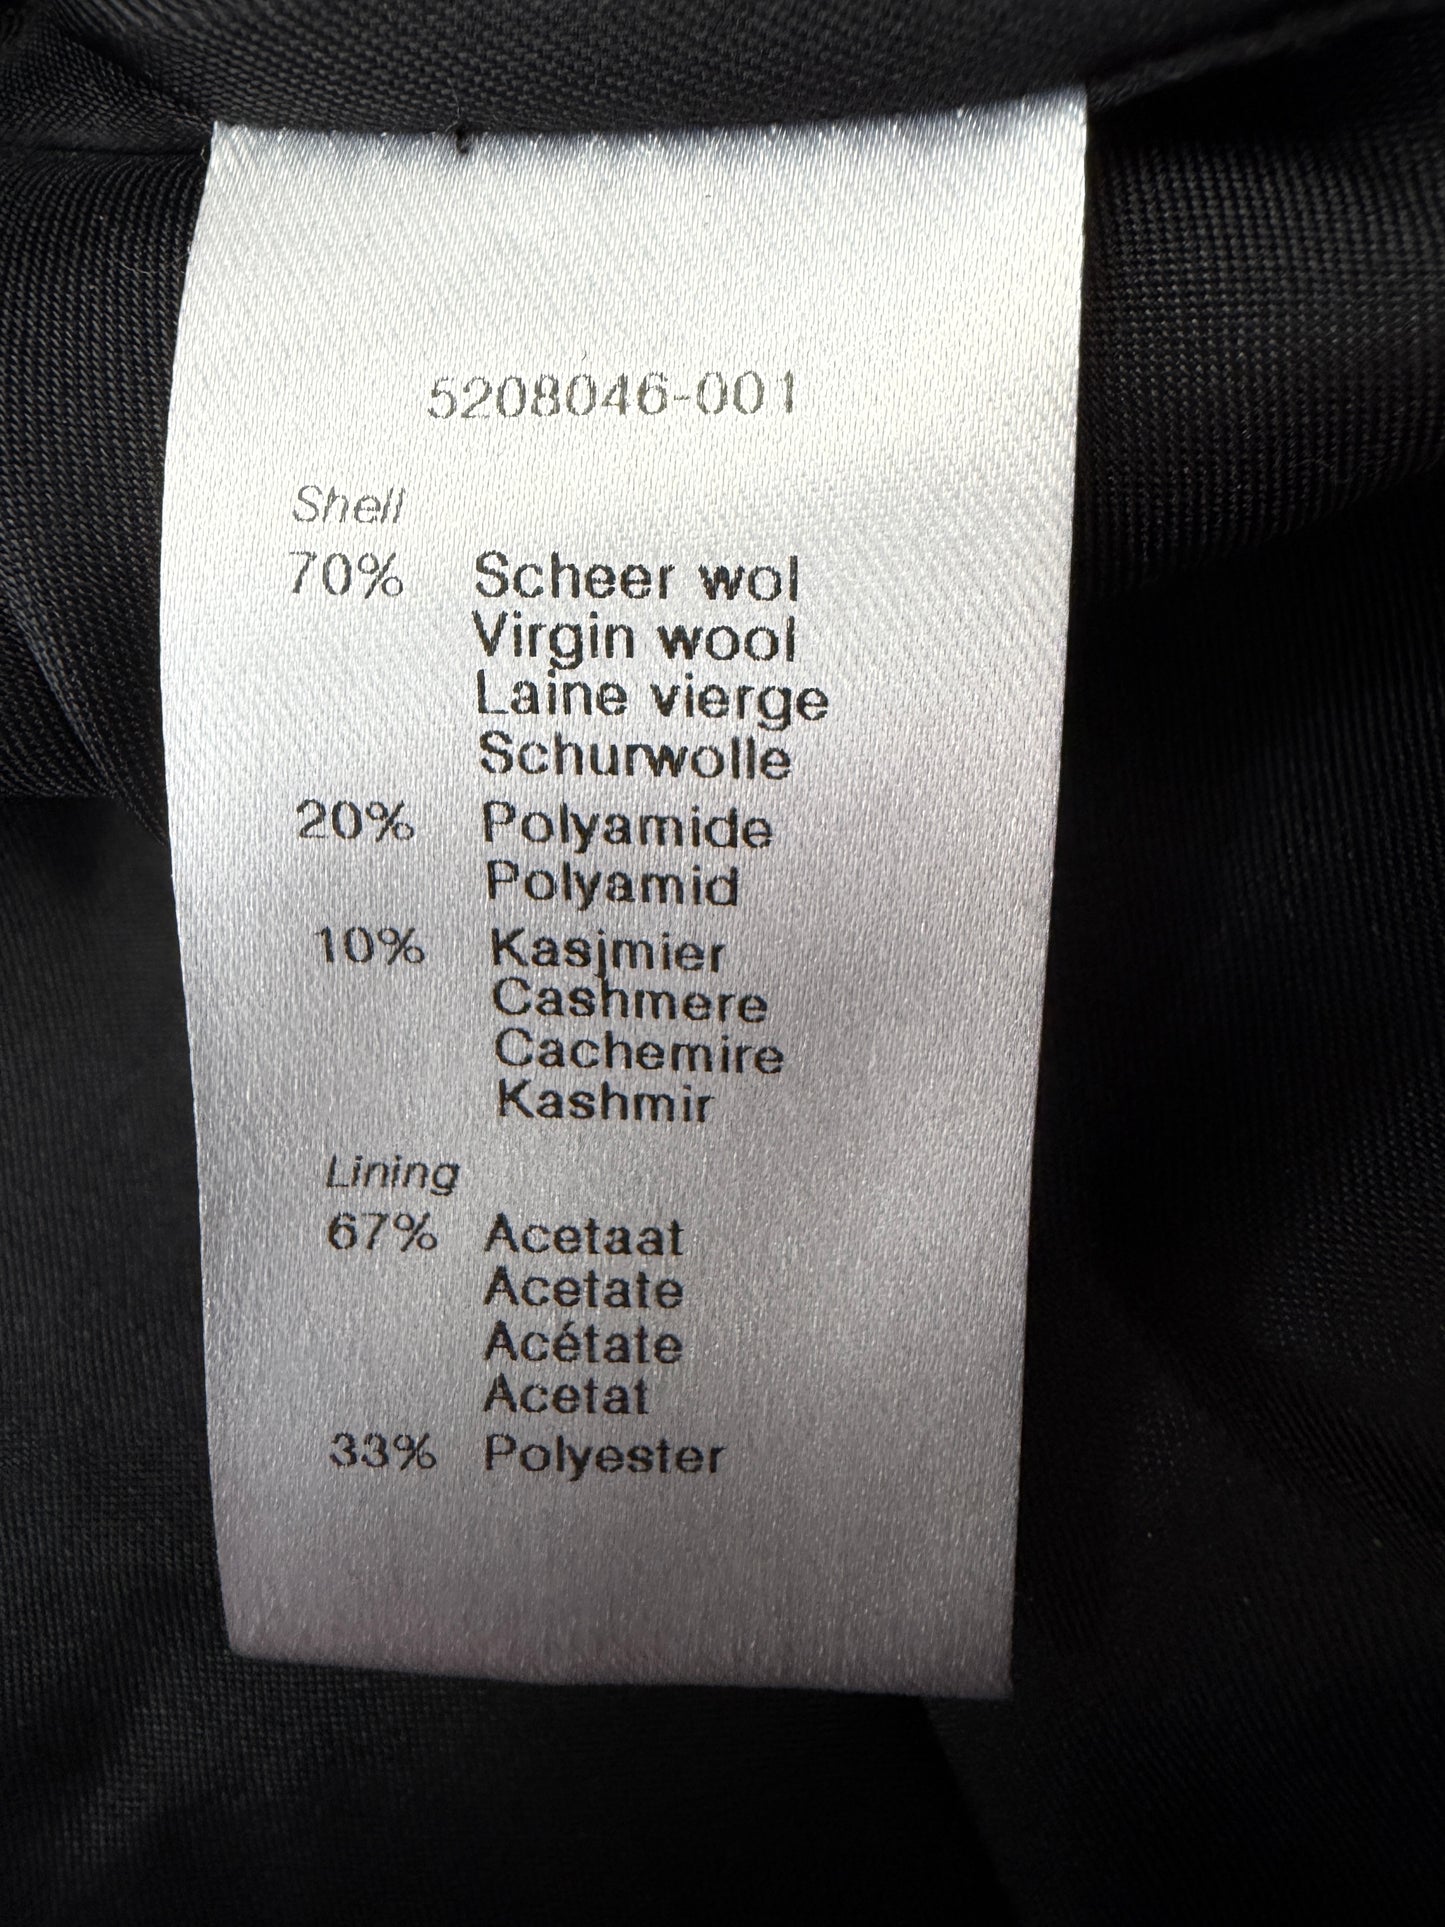 5208046-001
Shell
70% Scheer wol
Virgin wool
Laine vierge
Schurwolle
20% Polyamide
Polyamid
10% Kasjmier
Cashmere
Cachemire
Kashmir
Lining
67% Acetaat
Acetate
Acétate
Acetat
33% Polyester